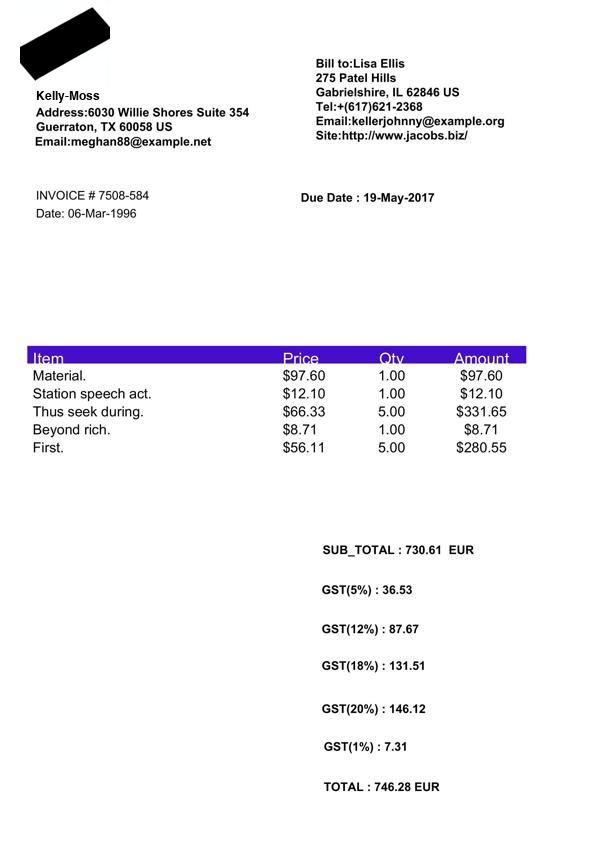 Kelly-Moss
Address:6030 Willie Shores Suite 354
Guerraton, TX 60058 US
Email:meghan88@example.net
Bill to:Lisa Ellis
275 Patel Hills
Gabrielshire, IL 62846 US
Tel:+(617)621-2368
Email:kellerjohnny@example.org
Site:http://www.jacobs.biz/
INVOICE # 7508-584
Date: 06-Mar-1996
Due Date : 19-May-2017
Item Price Qty Amount
Material. $97.60 1.00 $97.60
Station speech act. $12.10 1.00 $12.10
Thus seek during. $66.33 5.00 $331.65
Beyond rich. $8.71 1.00 $8.71
First. $56.11 5.00 $280.55
SUB_TOTAL : 730.61 EUR
GST(5%) : 36.53
GST(12%) : 87.67
GST(18%) : 131.51
GST(20%) : 146.12
GST(1%) : 7.31
TOTAL : 746.28 EUR